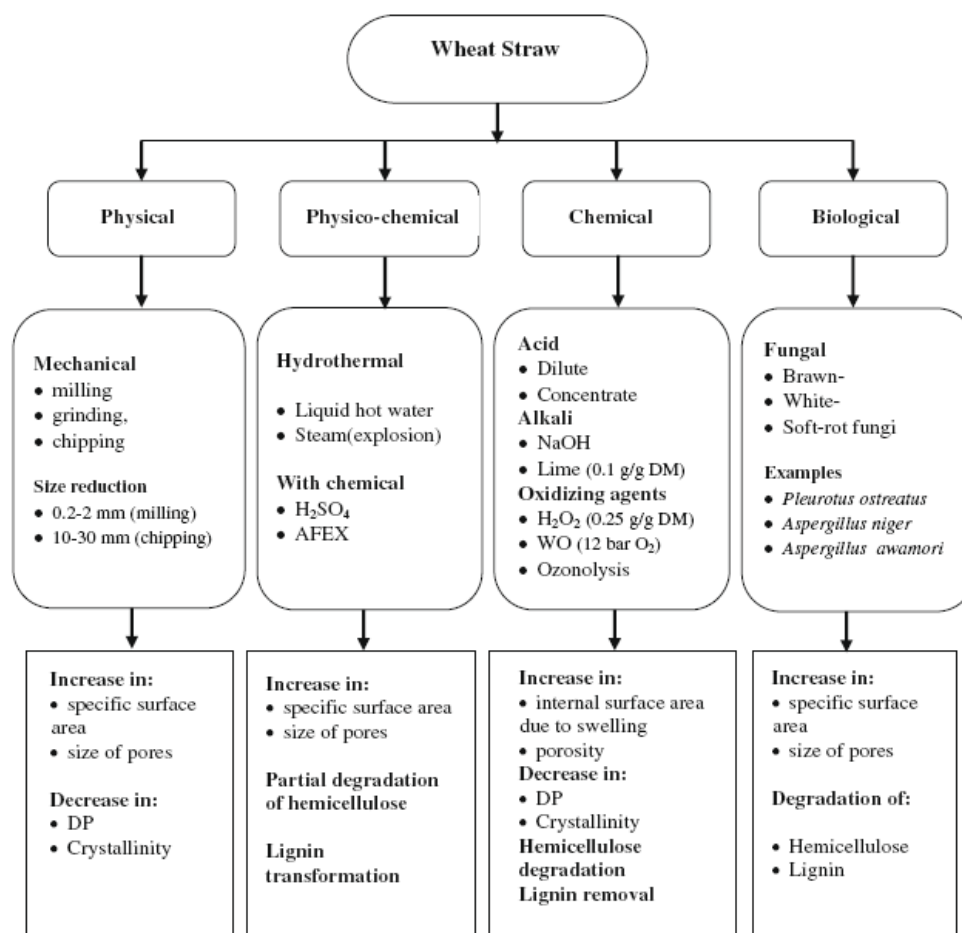 Wheat Straw
Physical
Physico-chemical
Chemical
Biological
Mechanical
• milling
• grinding,
• chipping
Size reduction
• 0.2-2 mm (milling)
• 10-30 mm (chipping)
Hydrothermal
• Liquid hot water
• Steam(explosion)
With chemical
• H₂SO₄
• AFEX
Acid
• Dilute
• Concentrate
Alkali
• NaOH
• Lime (0.1 g/g DM)
Oxidizing agents
• H₂O₂ (0.25 g/g DM)
• WO (12 bar O₂)
• Ozonolysis
Fungal
• Brawn-
• White-
• Soft-rot fungi
Examples
• Pleurotus ostreatus
• Aspergillus niger
• Aspergillus awamori
Increase in:
• specific surface
area
• size of pores
Decrease in:
• DP
• Crystallinity
Increase in:
• specific surface area
• size of pores
Partial degradation
of hemicellulose
Lignin
transformation
Increase in:
• internal surface area
due to swelling
• porosity
Decrease in:
• DP
• Crystallinity
Hemicellulose
degradation
Lignin removal
Increase in:
• specific surface
area
• size of pores
Degradation of:
• Hemicellulose
• Lignin